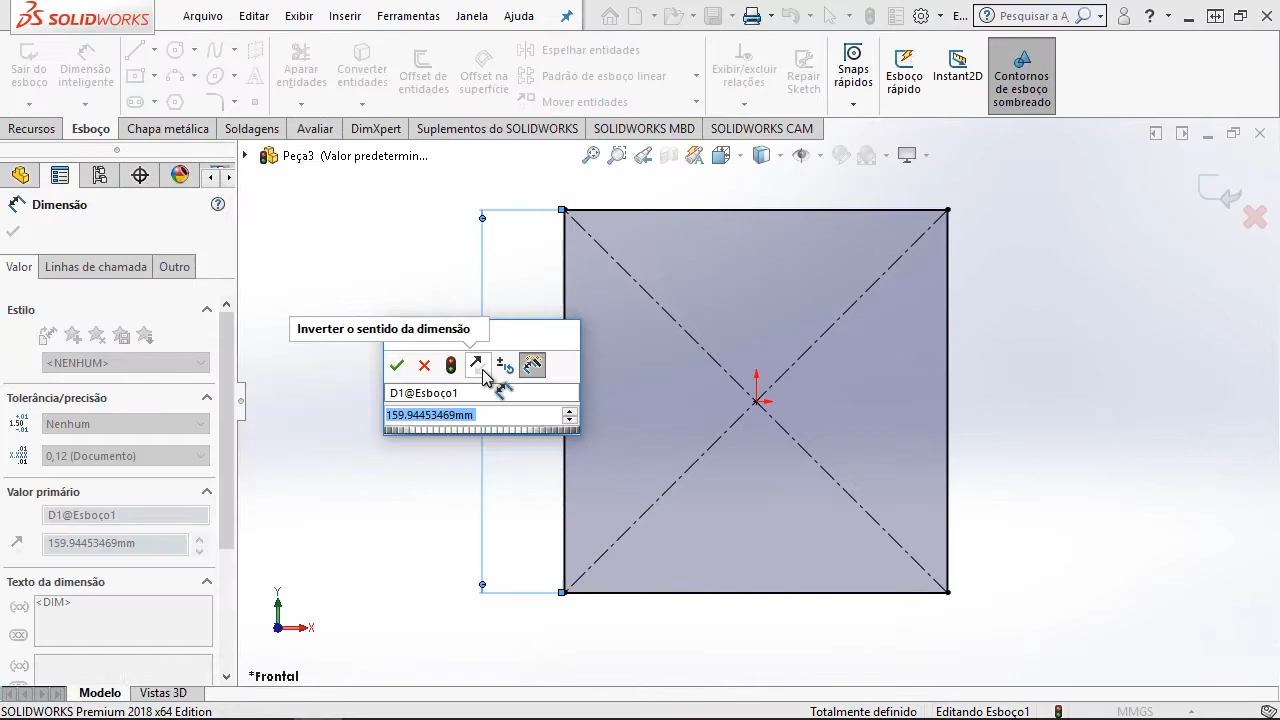 SOLIDWORKS
Arquivo
Editar
Exibir
Inserir
Ferramentas
Janela
Ajuda
E...
Pesquisar a A
?
Sair do esboço
Dimensão inteligente
Aparar entidades
Converter entidades
Offset de entidades
Offset na superfície
Espelhar entidades
Padrão de esboço linear
Mover entidades
Exibir/excluir relações
Repair Sketch
Snaps rápidos
Esboço rápido
Instant2D
Contornos de esboço sombreado
Recursos
Esboço
Chapa metálica
Soldagens
Avaliar
DimXpert
Suplementos do SOLIDWORKS
SOLIDWORKS MBD
SOLIDWORKS CAM
Peça3 (Valor predetermin...
Dimensão
Valor
Linhas de chamada
Outro
Estilo
<NENHUM>
Tolerância/precisão
Nenhum
0,12 (Documento)
Valor primário
D1@Esboço1
159.94453469mm
Texto da dimensão
<DIM>
Inverter o sentido da dimensão
D1@Esboço1
159.94453469mm
Y
X
*Frontal
Modelo
Vistas 3D
SOLIDWORKS Premium 2018 x64 Edition
Totalmente definido
Editando Esboço1
MMGS